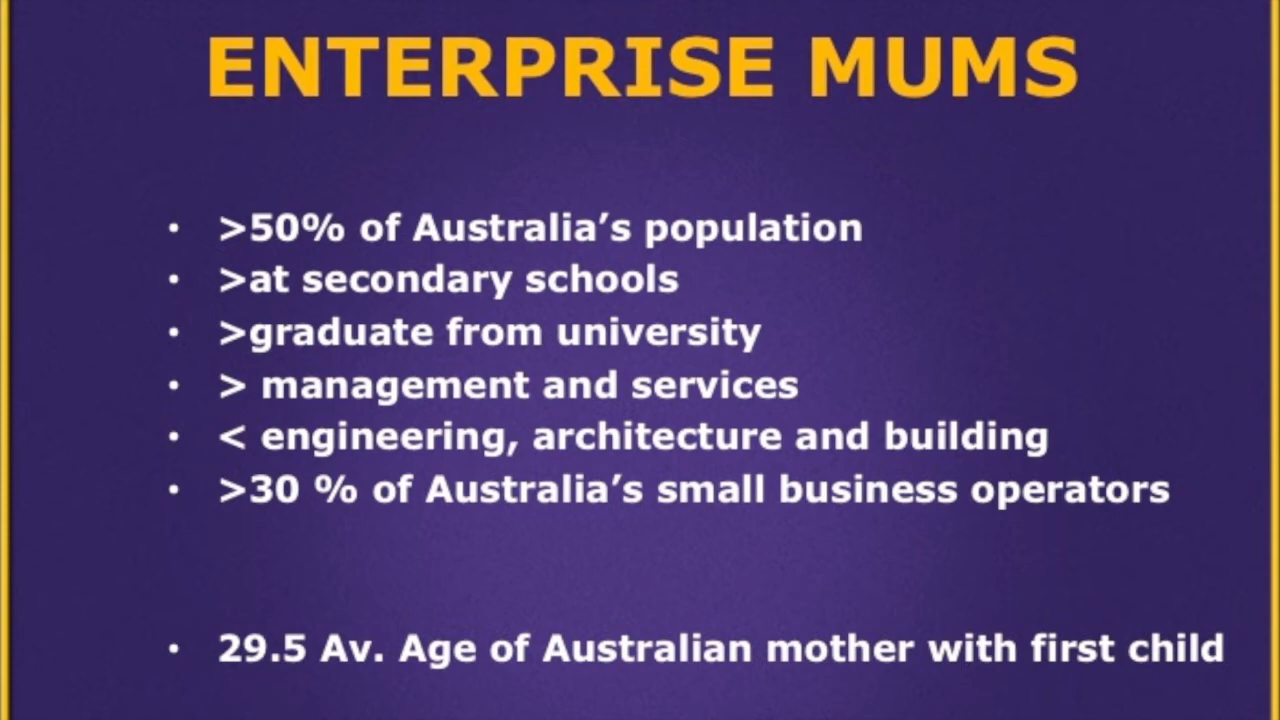 ENTERPRISE MUMS
• >50% of Australia’s population
• >at secondary schools
• >graduate from university
• > management and services
• < engineering, architecture and building
• >30 % of Australia’s small business operators
• 29.5 Av. Age of Australian mother with first child